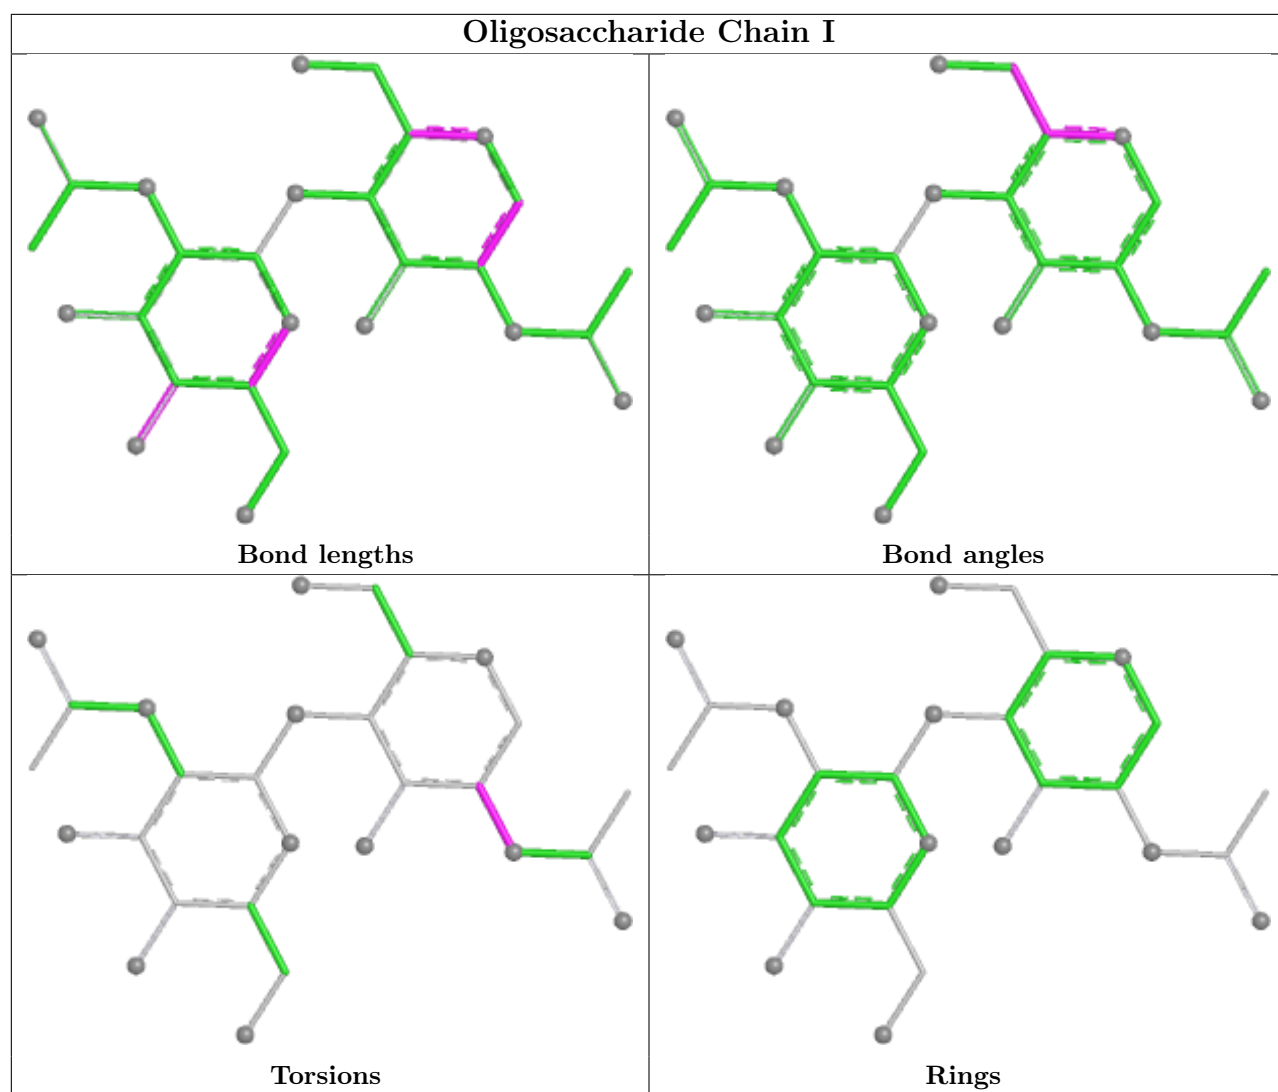 Oligosaccharide Chain I
Bond lengths
Bond angles
Torsions
Rings